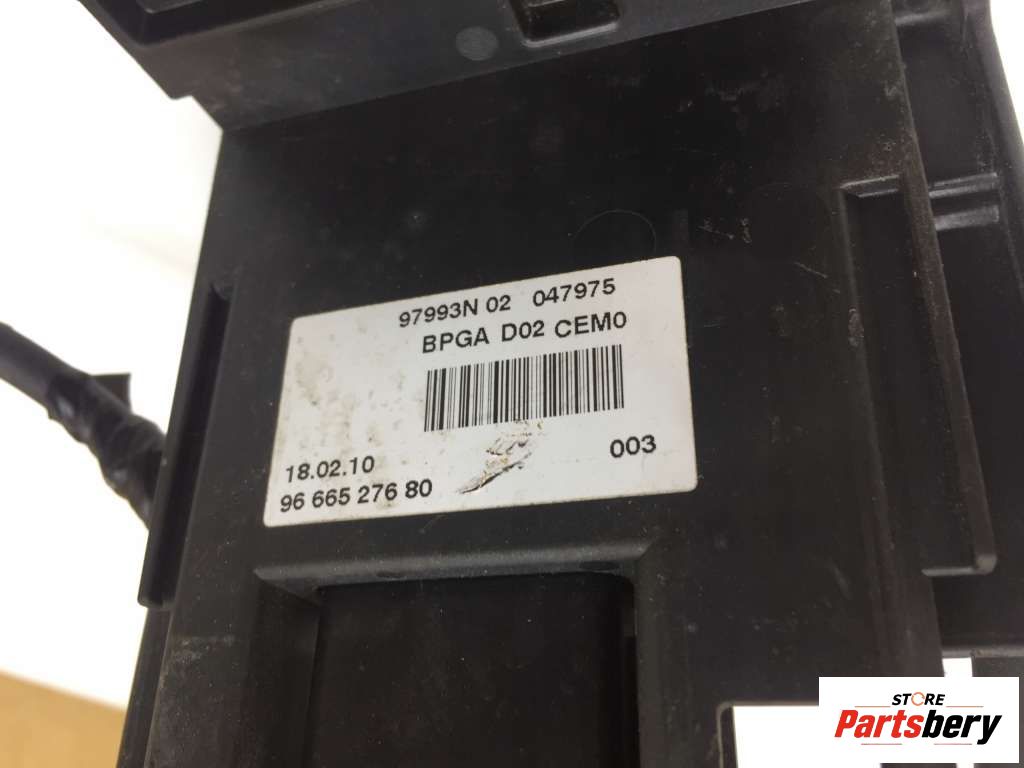 97993N 02 047975
BPGA D02 CEM0
003
18.02.10
96 665 276 80
STORE
Partsbery